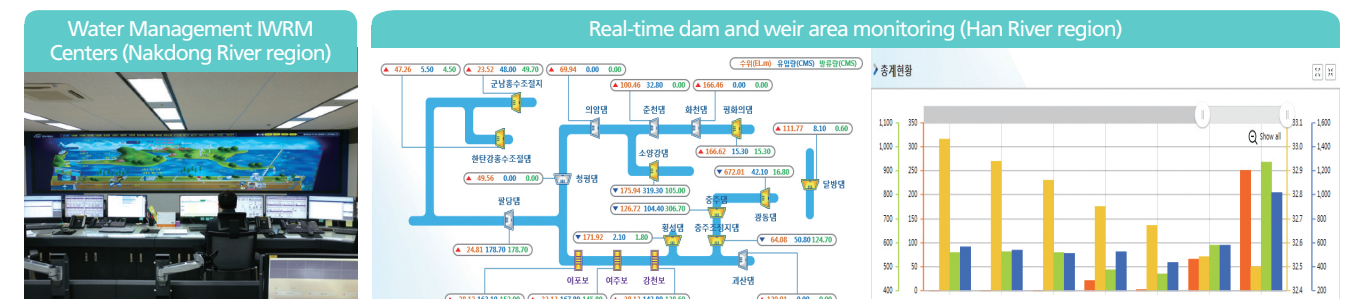 Water Management IWRM
Centers (Nakdong River region)
Real-time dam and weir area monitoring (Han River region)
47.26 5.50 4.50
23.52 48.00 49.70
69.94 0.00 0.00
수위(EL.m) 유입량(CMS) 방류량(CMS)
군남홍수조절지
100.46 32.80 0.00
166.46 0.00 0.00
의암댐
춘천댐
화천댐
평화의댐
111.77 8.10 0.60
한탄강홍수조절댐
소양강댐
166.62 15.30 15.30
49.56 0.00 0.00
청평댐
672.01 42.10 16.80
달방댐
175.94 319.30 105.00
팔당댐
충주댐
126.72 104.40 306.70
광동댐
횡성댐
충주조정지댐
171.92 2.10 1.80
64.08 50.80 124.70
24.81 178.70 178.70
이포보
여주보
강천보
괴산댐
총계현황
Show all
1,100 350 33.1 1,600
1,000 300 33.0 1,400
900 250 32.9 1,200
800 200 32.8 1,000
700 150 32.7 800
600 100 32.6 600
500 50 32.5 400
400 0 32.4 200